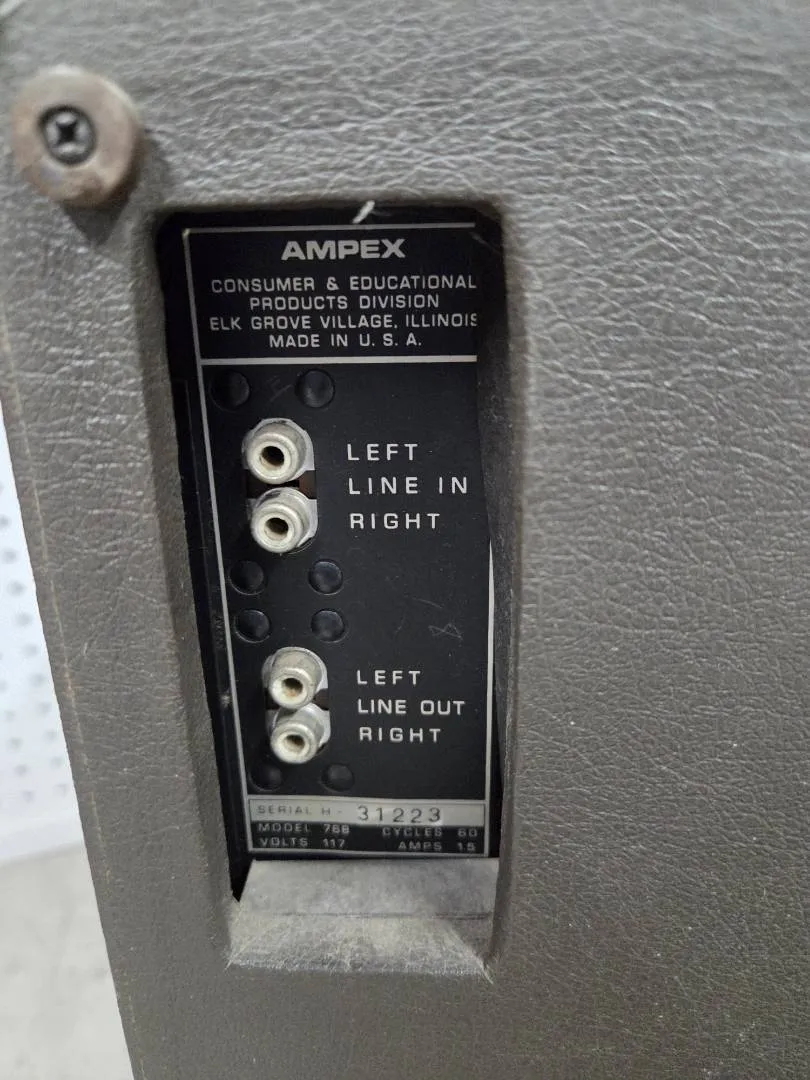 AMPEX
CONSUMER & EDUCATIONAL
PRODUCTS DIVISION
ELK GROVE VILLAGE, ILLINOIS
MADE IN U. S. A.
LEFT
LINE IN
RIGHT
LEFT
LINE OUT
RIGHT
SERIAL H - 31223
MODEL 768 CYCLES 60
VOLTS 117 AMPS 1.5